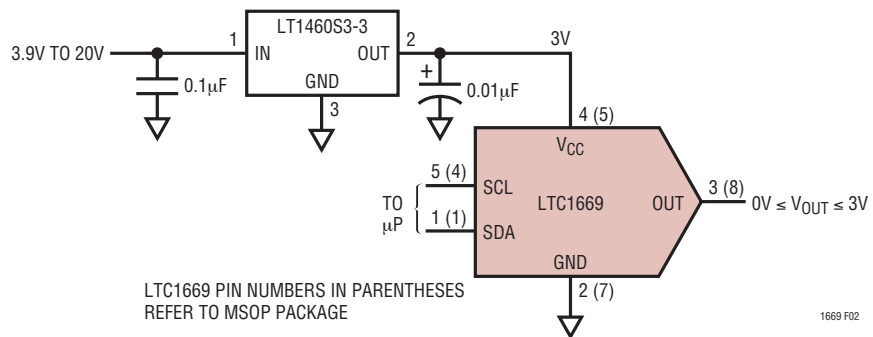 LT1460S3-3
3.9V TO 20V
1
IN
OUT
2
3V
GND
3
0.1μF
+
0.01μF
4 (5)
VCC
5 (4)
SCL
TO
μP
LTC1669
OUT
3 (8)
0V ≤ VOUT ≤ 3V
1 (1)
SDA
GND
2 (7)
LTC1669 PIN NUMBERS IN PARENTHESES
REFER TO MSOP PACKAGE
1669 F02